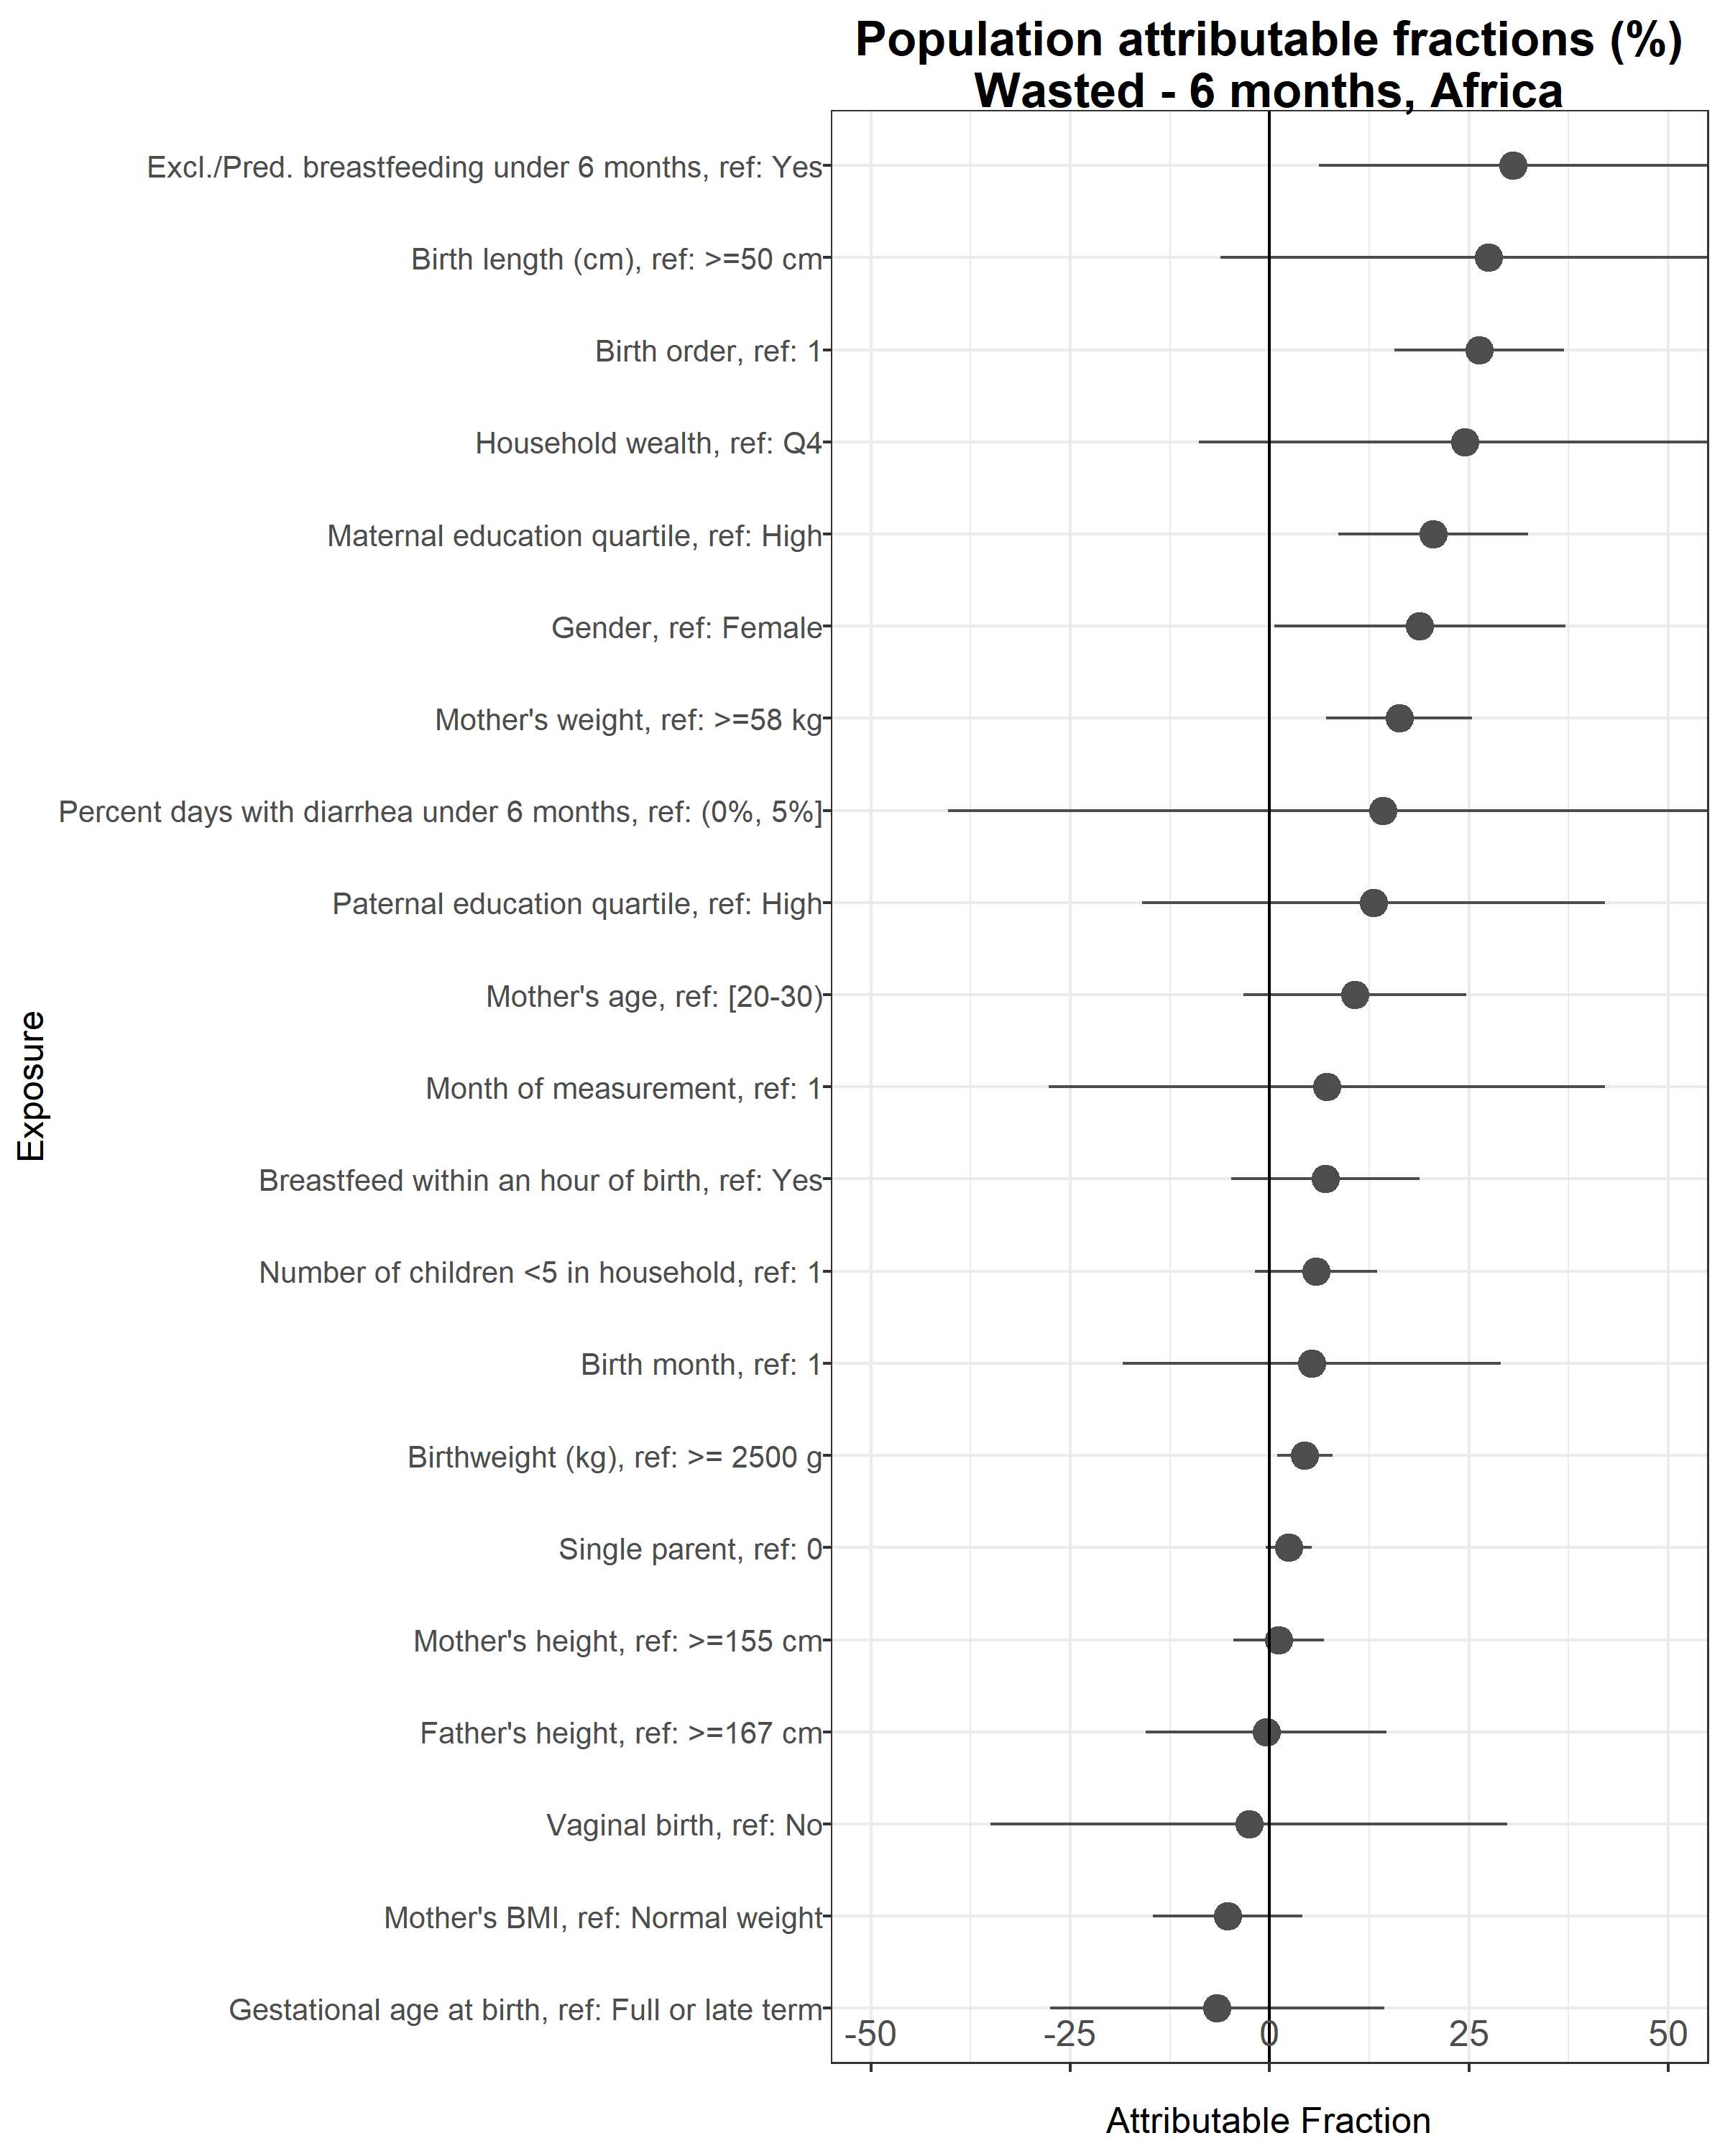 Population attributable fractions (%)
Wasted - 6 months, Africa
Excl./Pred. breastfeeding under 6 months, ref: Yes
Birth length (cm), ref: >=50 cm
Birth order, ref: 1
Household wealth, ref: Q4
Maternal education quartile, ref: High
Gender, ref: Female
Mother's weight, ref: >=58 kg
Percent days with diarrhea under 6 months, ref: (0%, 5%]
Paternal education quartile, ref: High
Mother's age, ref: [20-30)
Month of measurement, ref: 1
Breastfeed within an hour of birth, ref: Yes
Number of children <5 in household, ref: 1
Birth month, ref: 1
Birthweight (kg), ref: >= 2500 g
Single parent, ref: 0
Mother's height, ref: >=155 cm
Father's height, ref: >=167 cm
Vaginal birth, ref: No
Mother's BMI, ref: Normal weight
Gestational age at birth, ref: Full or late term
Exposure
-50 -25 0 25 50
Attributable Fraction